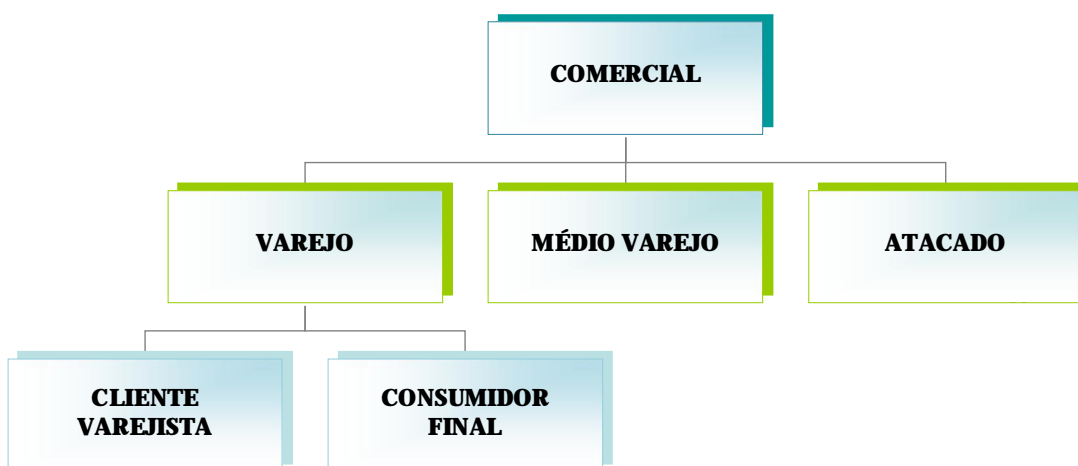 COMERCIAL
VAREJO
MÉDIO VAREJO
ATACADO
CLIENTE
VAREJISTA
CONSUMIDOR
FINAL